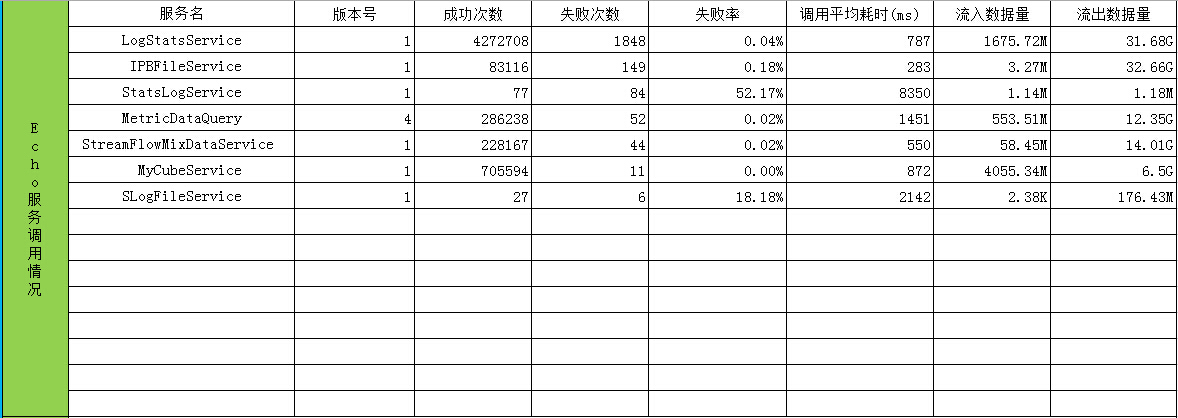 服务名 版本号 成功次数 失败次数 失败率 调用平均耗时(ms) 流入数据量 流出数据量
LogStatsService 1 4272708 1848 0.04% 787 1675.72M 31.68G
IPBFileService 1 83116 149 0.18% 283 3.27M 32.66G
StatsLogService 1 77 84 52.17% 8350 1.14M 1.18M
MetricDataQuery 4 286238 52 0.02% 1451 553.51M 12.35G
StreamFlowMixDataService 1 228167 44 0.02% 550 58.45M 14.01G
MyCubeService 1 705594 11 0.00% 872 4055.34M 6.5G
SLogFileService 1 27 6 18.18% 2142 2.38K 176.43M
Echo服务调用情况